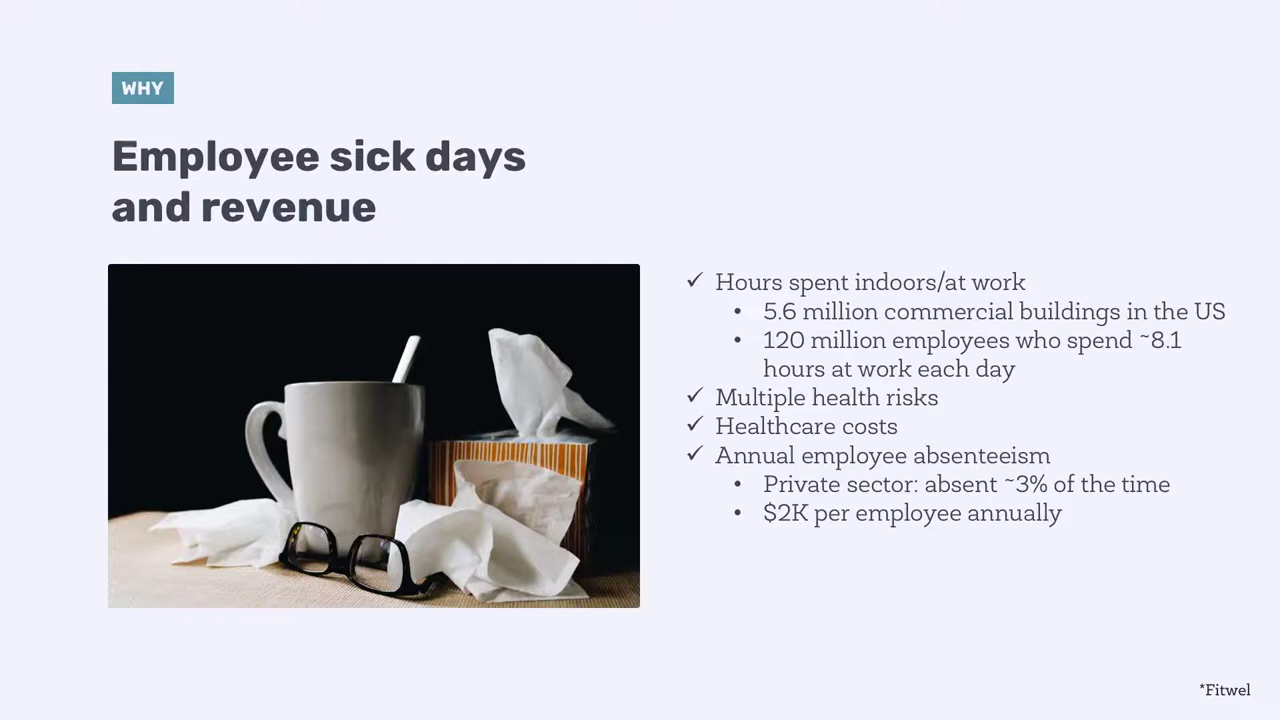 WHY
Employee sick days
and revenue
✓ Hours spent indoors/at work
• 5.6 million commercial buildings in the US
• 120 million employees who spend ~8.1
hours at work each day
✓ Multiple health risks
✓ Healthcare costs
✓ Annual employee absenteeism
• Private sector: absent ~3% of the time
• $2K per employee annually
*Fitwel